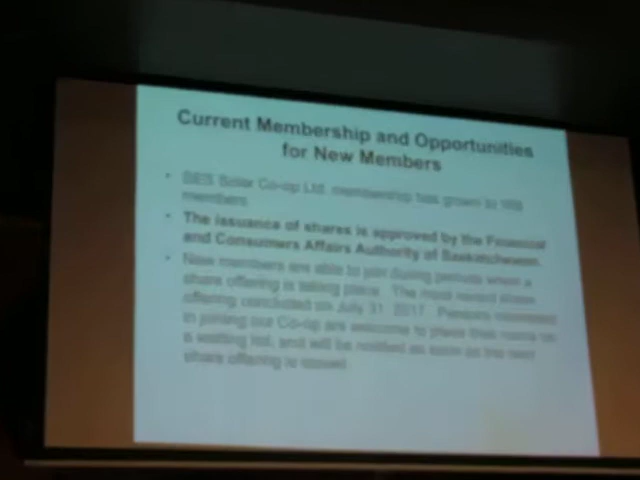 Current Membership and Opportunities
for New Members
• SES Solar Co-op Ltd. membership has grown to
members
• The issuance of shares is approved by the Financial
and Consumers Affairs Authority of Saskatchewan.
• New members are able to join during periods when a
share offering is taking place. The most recent share
offering concluded on July 31, 2017. Persons interested
in joining our Co-op are welcome to place their name on
a waiting list, and will be notified as soon as the next
share offering is issued